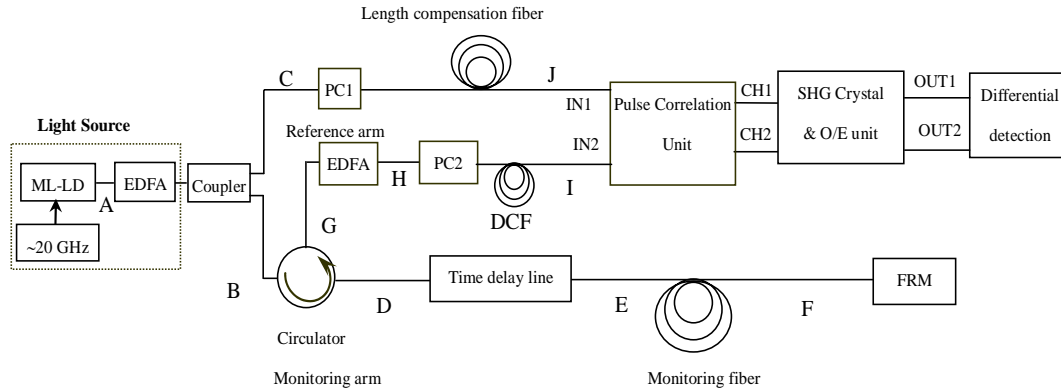 Length compensation fiber
C
PC1
J
IN1
CH1
OUT1
Pulse Correlation
Unit
SHG Crystal
& O/E unit
Differential
detection
Light Source
Reference arm
IN2
CH2
OUT2
ML-LD
A
EDFA
Coupler
EDFA
H
PC2
I
DCF
~20 GHz
G
B
D
Time delay line
E
F
FRM
Circulator
Monitoring arm
Monitoring fiber